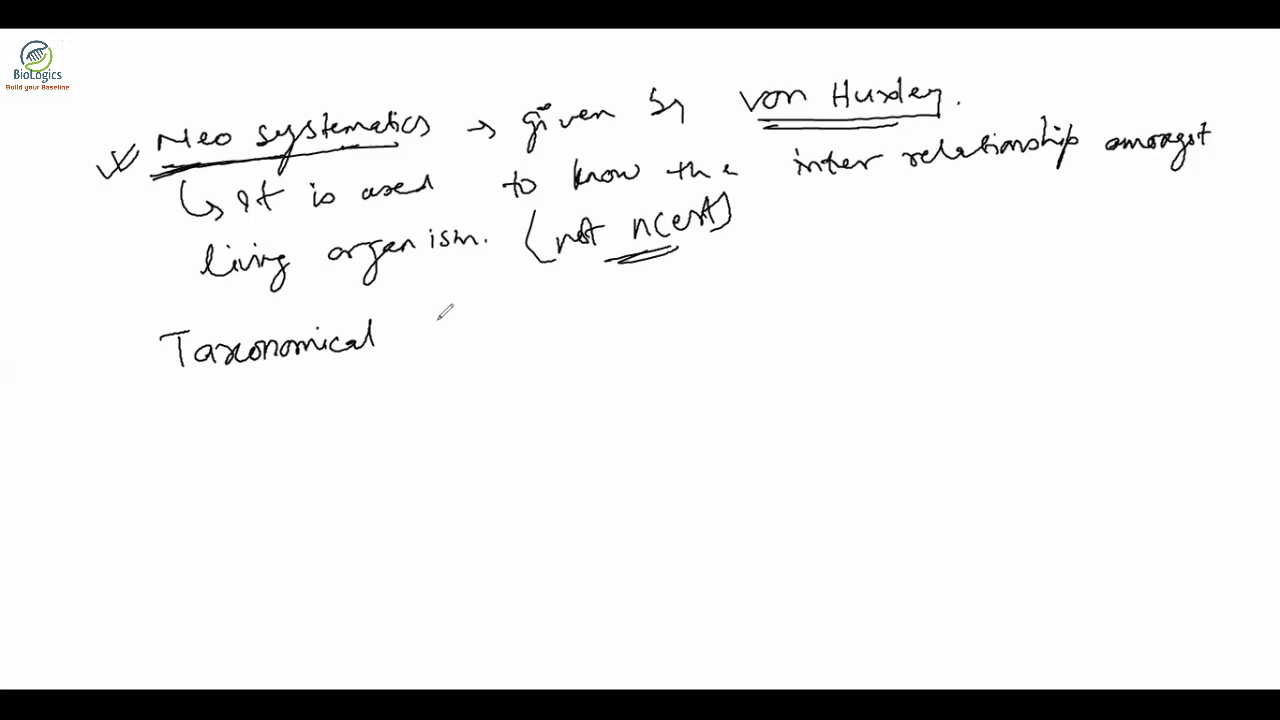 BioLogics
Build your Baseline
Neo systematics → given by von Huxley.
↳ It is used to know the inter relationship amongst
living organism. (not ncert)
Taxonomical